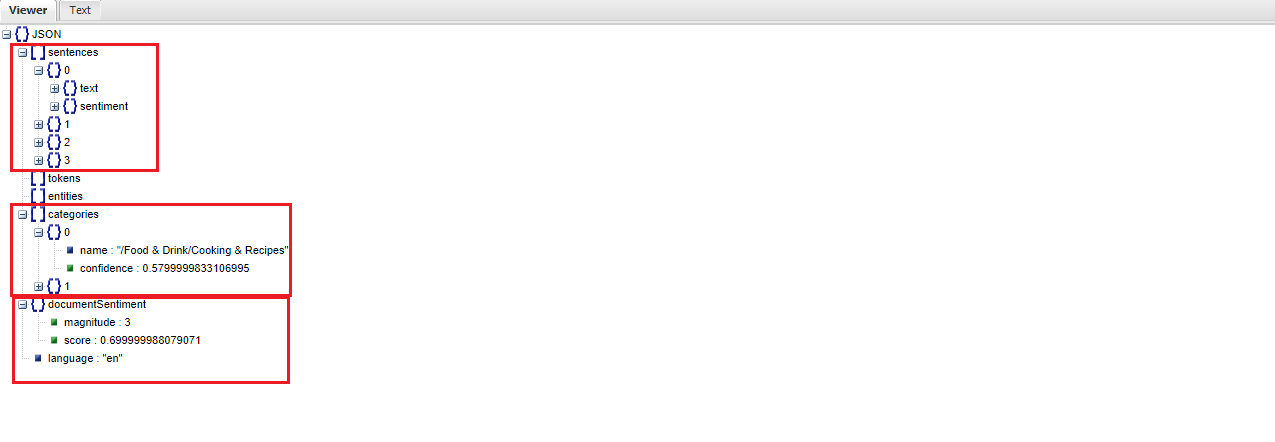 Viewer Text
JSON
sentences
0
text
sentiment
1
2
3
tokens
entities
categories
0
name : "/Food & Drink/Cooking & Recipes"
confidence : 0.5799999833106995
1
documentSentiment
magnitude : 3
score : 0.699999988079071
language : "en"